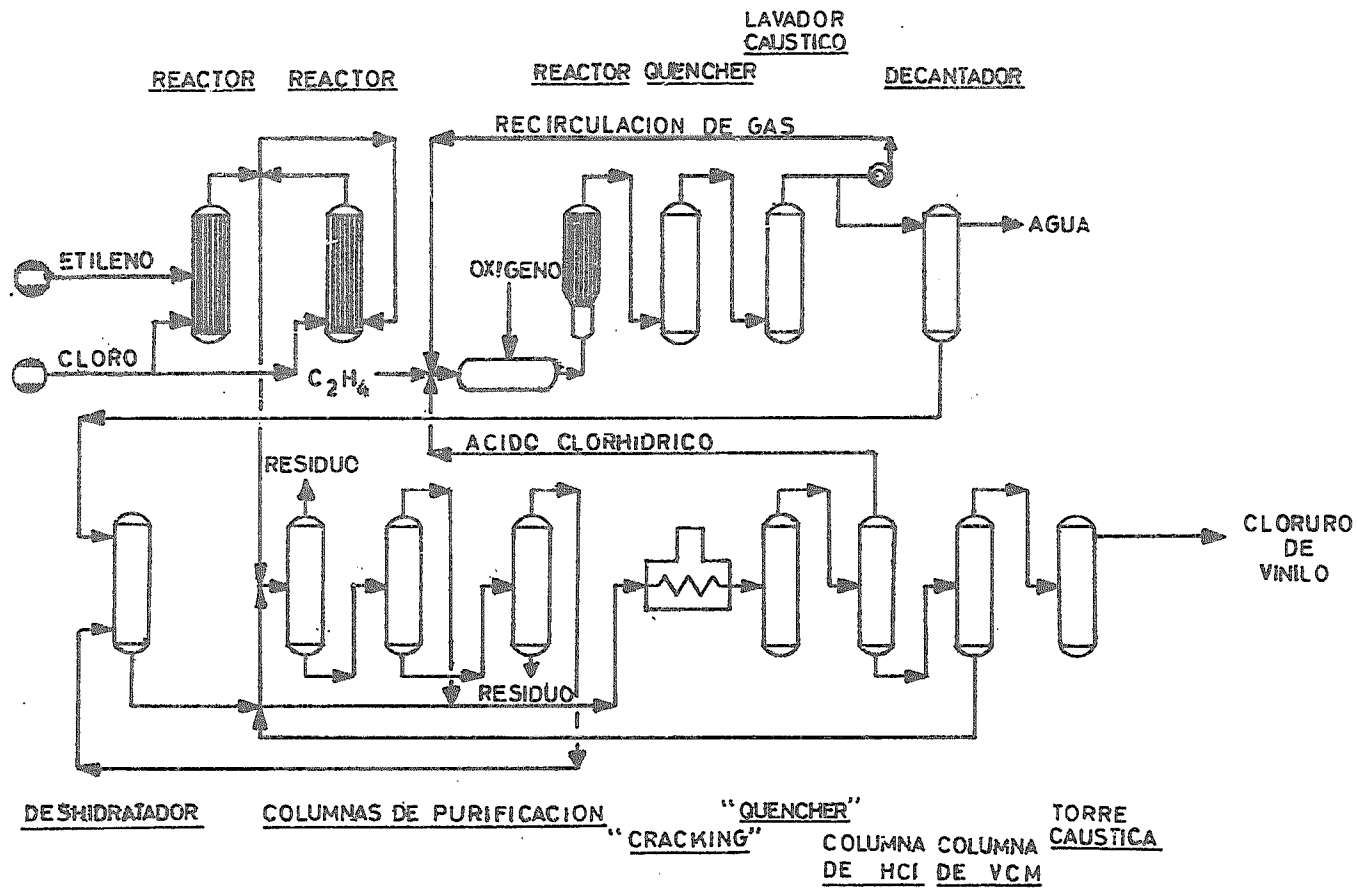 LAVADOR
CAUSTICO
REACTOR
REACTOR
REACTOR
QUENCHER
DECANTADOR
RECIRCULACION DE GAS
AGUA
ETILENO
OXIGENO
CLORO
C₂H₄
ACIDO CLORHIDRICO
RESIDUO
CLORURO
DE
VINILO
RESIDUO
DESHIDRATADOR
COLUMNAS DE PURIFICACION
"CRACKING"
"QUENCHER"
COLUMNA
DE HCl
COLUMNA
DE VCM
TORRE
CAUSTICA